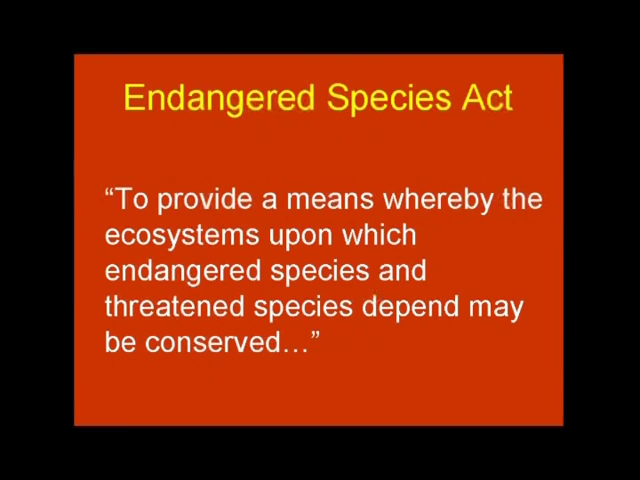 Endangered Species Act
“To provide a means whereby the
ecosystems upon which
endangered species and
threatened species depend may
be conserved…”